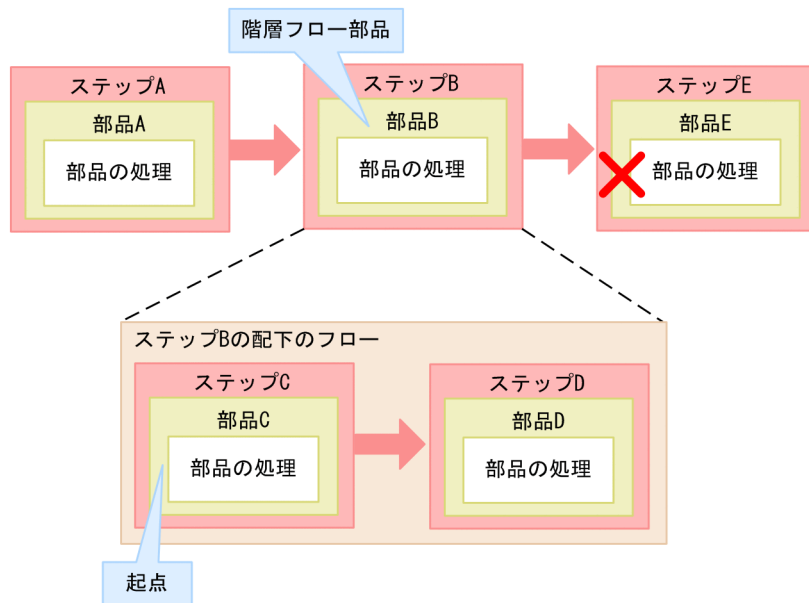 階層フロー部品
ステップA
部品A
部品の処理
ステップB
部品B
部品の処理
ステップE
部品E
部品の処理
ステップBの配下のフロー
ステップC
部品C
部品の処理
ステップD
部品D
部品の処理
起点